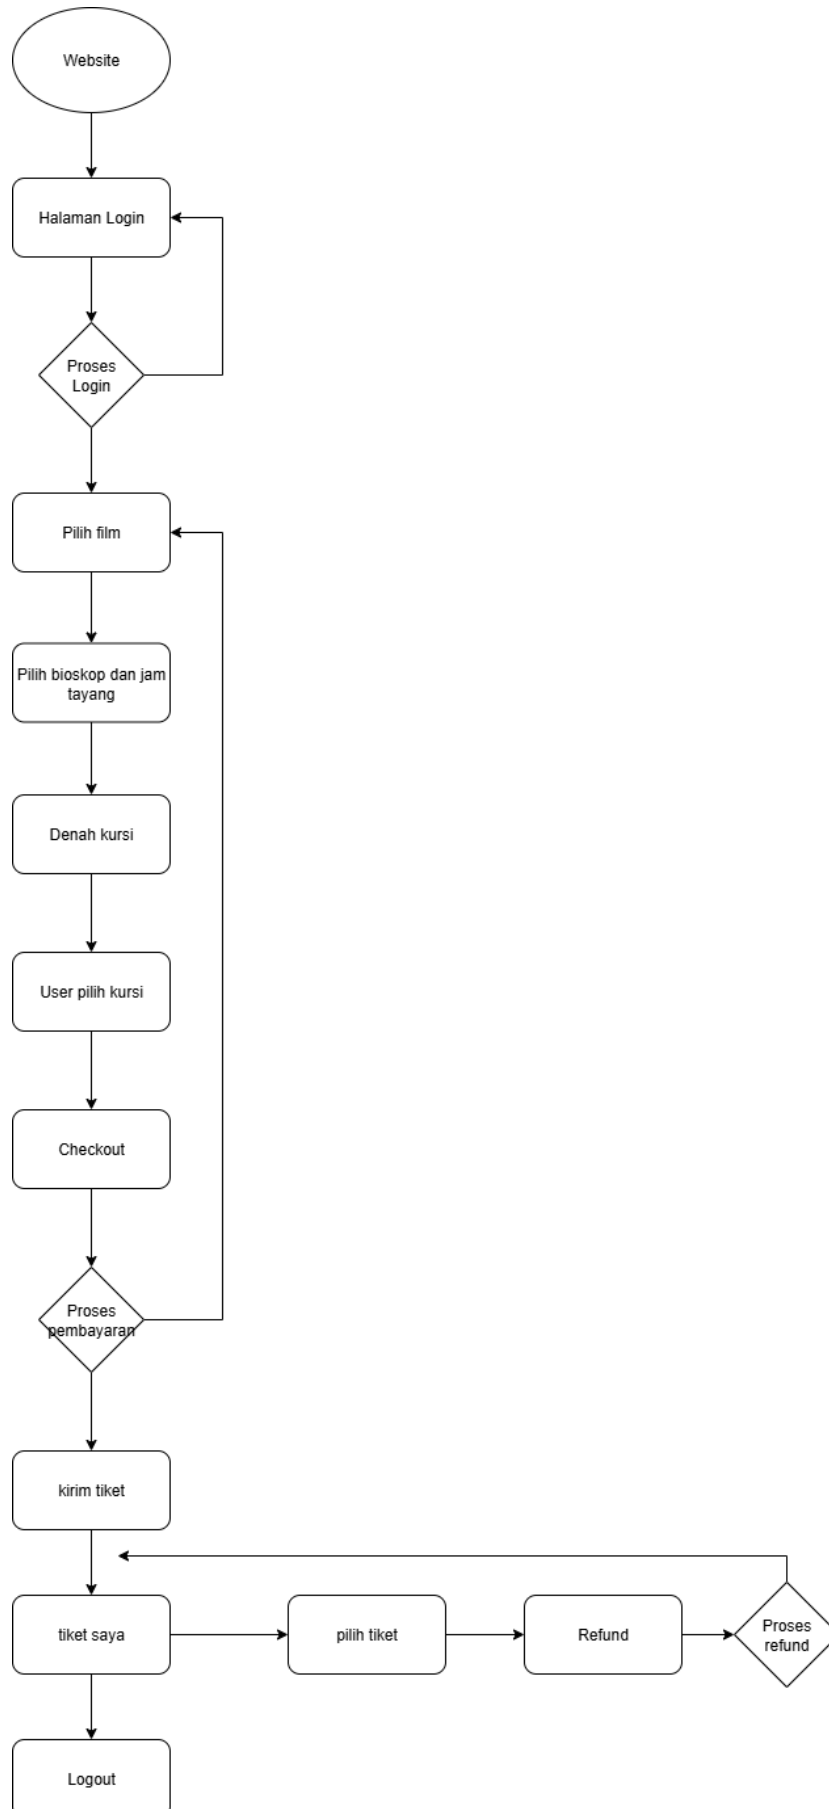 Website
Halaman Login
Proses
Login
Pilih film
Pilih bioskop dan jam
tayang
Denah kursi
User pilih kursi
Checkout
Proses
pembayaran
kirim tiket
tiket saya
pilih tiket
Refund
Proses
refund
Logout